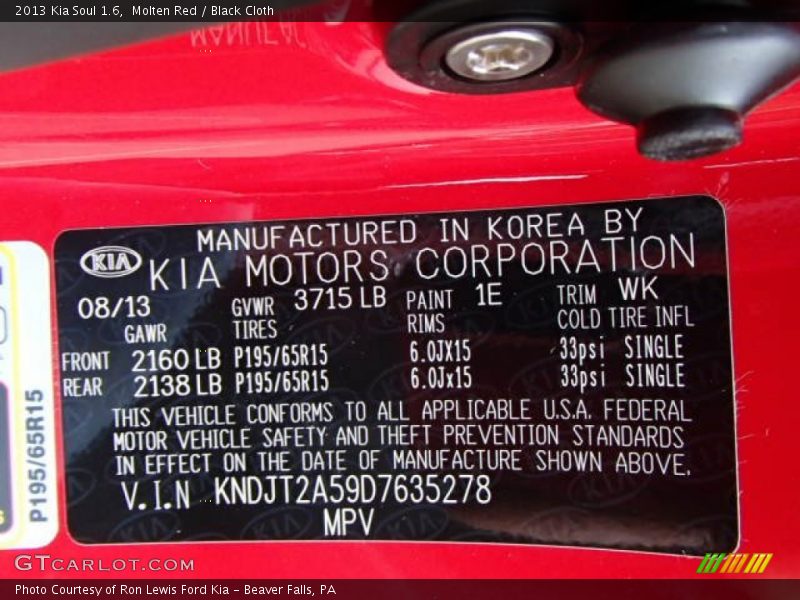 2013 Kia Soul 1.6, Molten Red / Black Cloth
MANUFACTURED IN KOREA BY
KIA KIA MOTORS CORPORATION
08/13 GVWR 3715 LB PAINT 1E TRIM WK
GAWR TIRES RIMS COLD TIRE INFL
FRONT 2160 LB P195/65R15 6.0JX15 33psi SINGLE
REAR 2138 LB P195/65R15 6.0Jx15 33psi SINGLE
THIS VEHICLE CONFORMS TO ALL APPLICABLE U.S.A. FEDERAL
MOTOR VEHICLE SAFETY AND THEFT PREVENTION STANDARDS
IN EFFECT ON THE DATE OF MANUFACTURE SHOWN ABOVE.
V.I.N KNDJT2A59D7635278
MPV
P195/65R15
GTCARLOT.COM
Photo Courtesy of Ron Lewis Ford Kia - Beaver Falls, PA